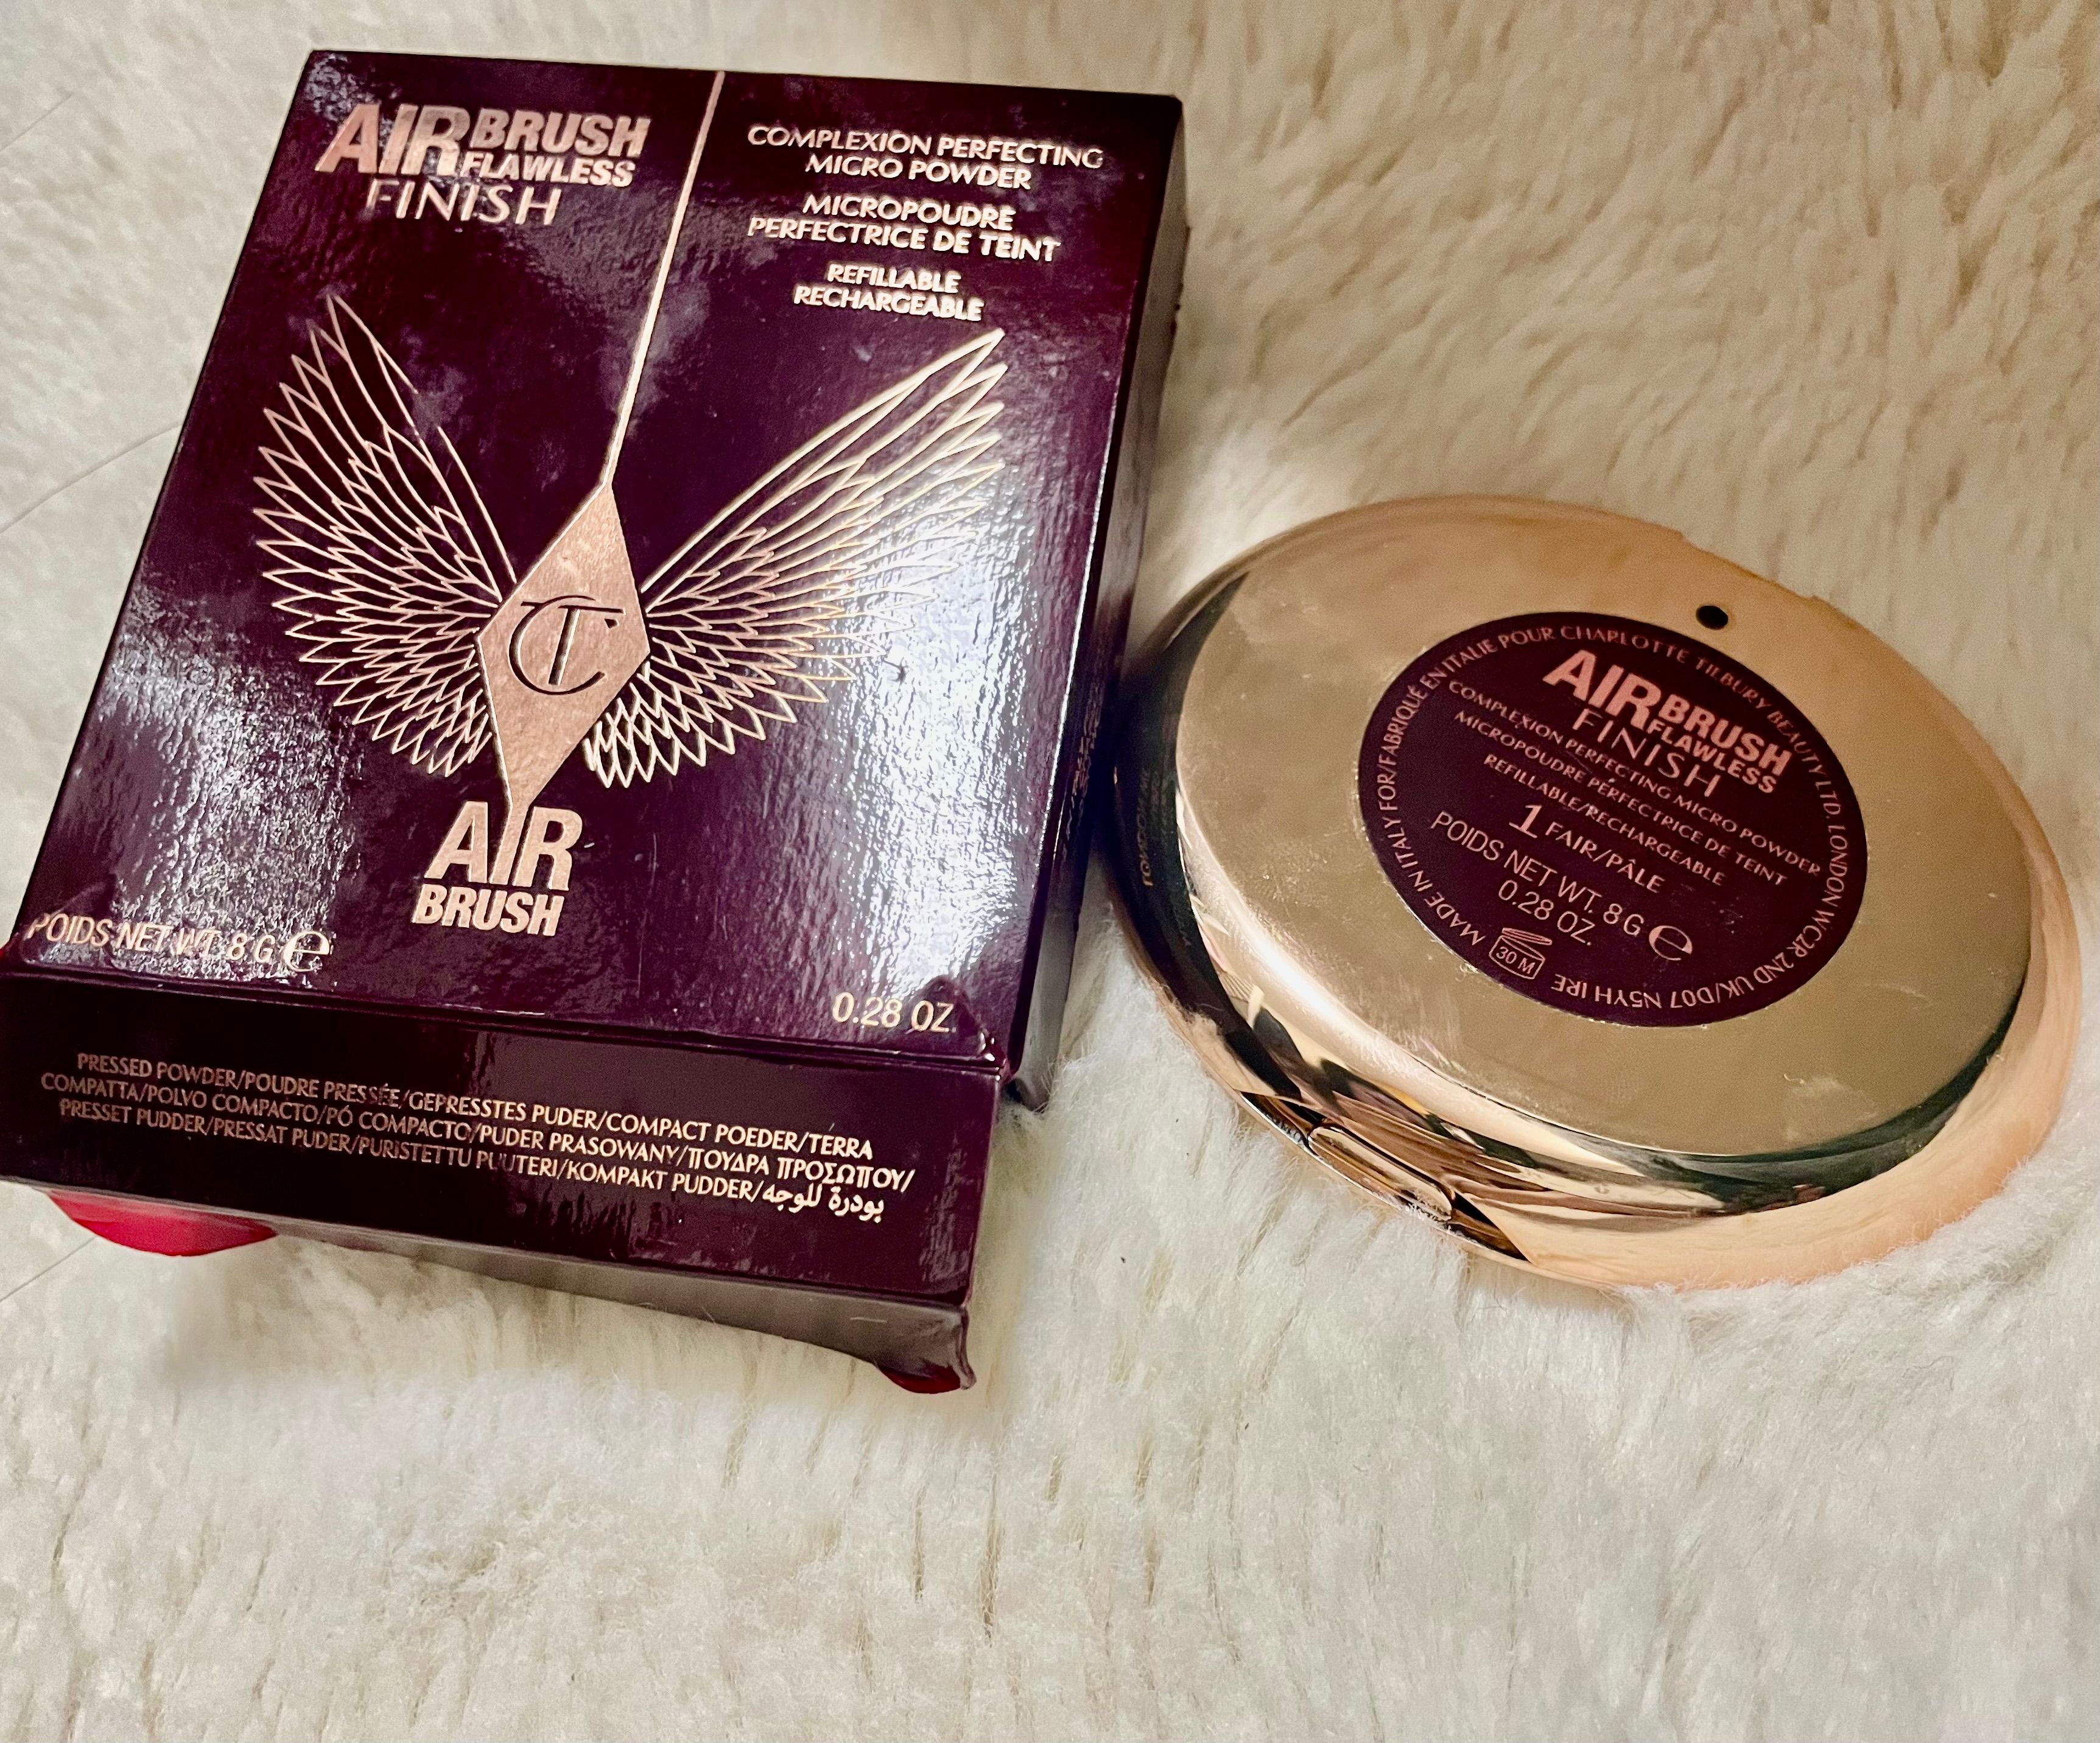 AIRBRUSH
FLAWLESS
FINISH
COMPLEXION PERFECTING
MICRO POWDER
MICROPOUDRE
PERFECTRICE DE TEINT
REFILLABLE
RECHARGEABLE
CT
AIR
BRUSH
POIDS NET WT. 8 G ℮
0.28 OZ.
PRESSED POWDER/POUDRE PRESSÉE/GEPRESSTES PUDER/COMPACT POEDER/TERRA
COMPATTA/POLVO COMPACTO/PÓ COMPACTO/PUDER PRASOWANY/ΠΟΥΔΡΑ ΠΡΟΣΩΠΟΥ/
PRESSET PUDDER/PRESSAT PUDER/PURISTETTU PUUTERI/KOMPAKT PUDDER/بودرة للوجه
MADE IN ITALY FOR/FABRIQUÉ EN ITALIE POUR CHARLOTTE TILBURY BEAUTY LTD. LONDON WC2R 2ND UK/D07 N5YH IRE
AIRBRUSH
FLAWLESS
FINISH
COMPLEXION PERFECTING MICRO POWDER
MICROPOUDRE PERFECTRICE DE TEINT
REFILLABLE/RECHARGEABLE
1 FAIR/PÂLE
POIDS NET WT. 8 G ℮
0.28 OZ.
30 M